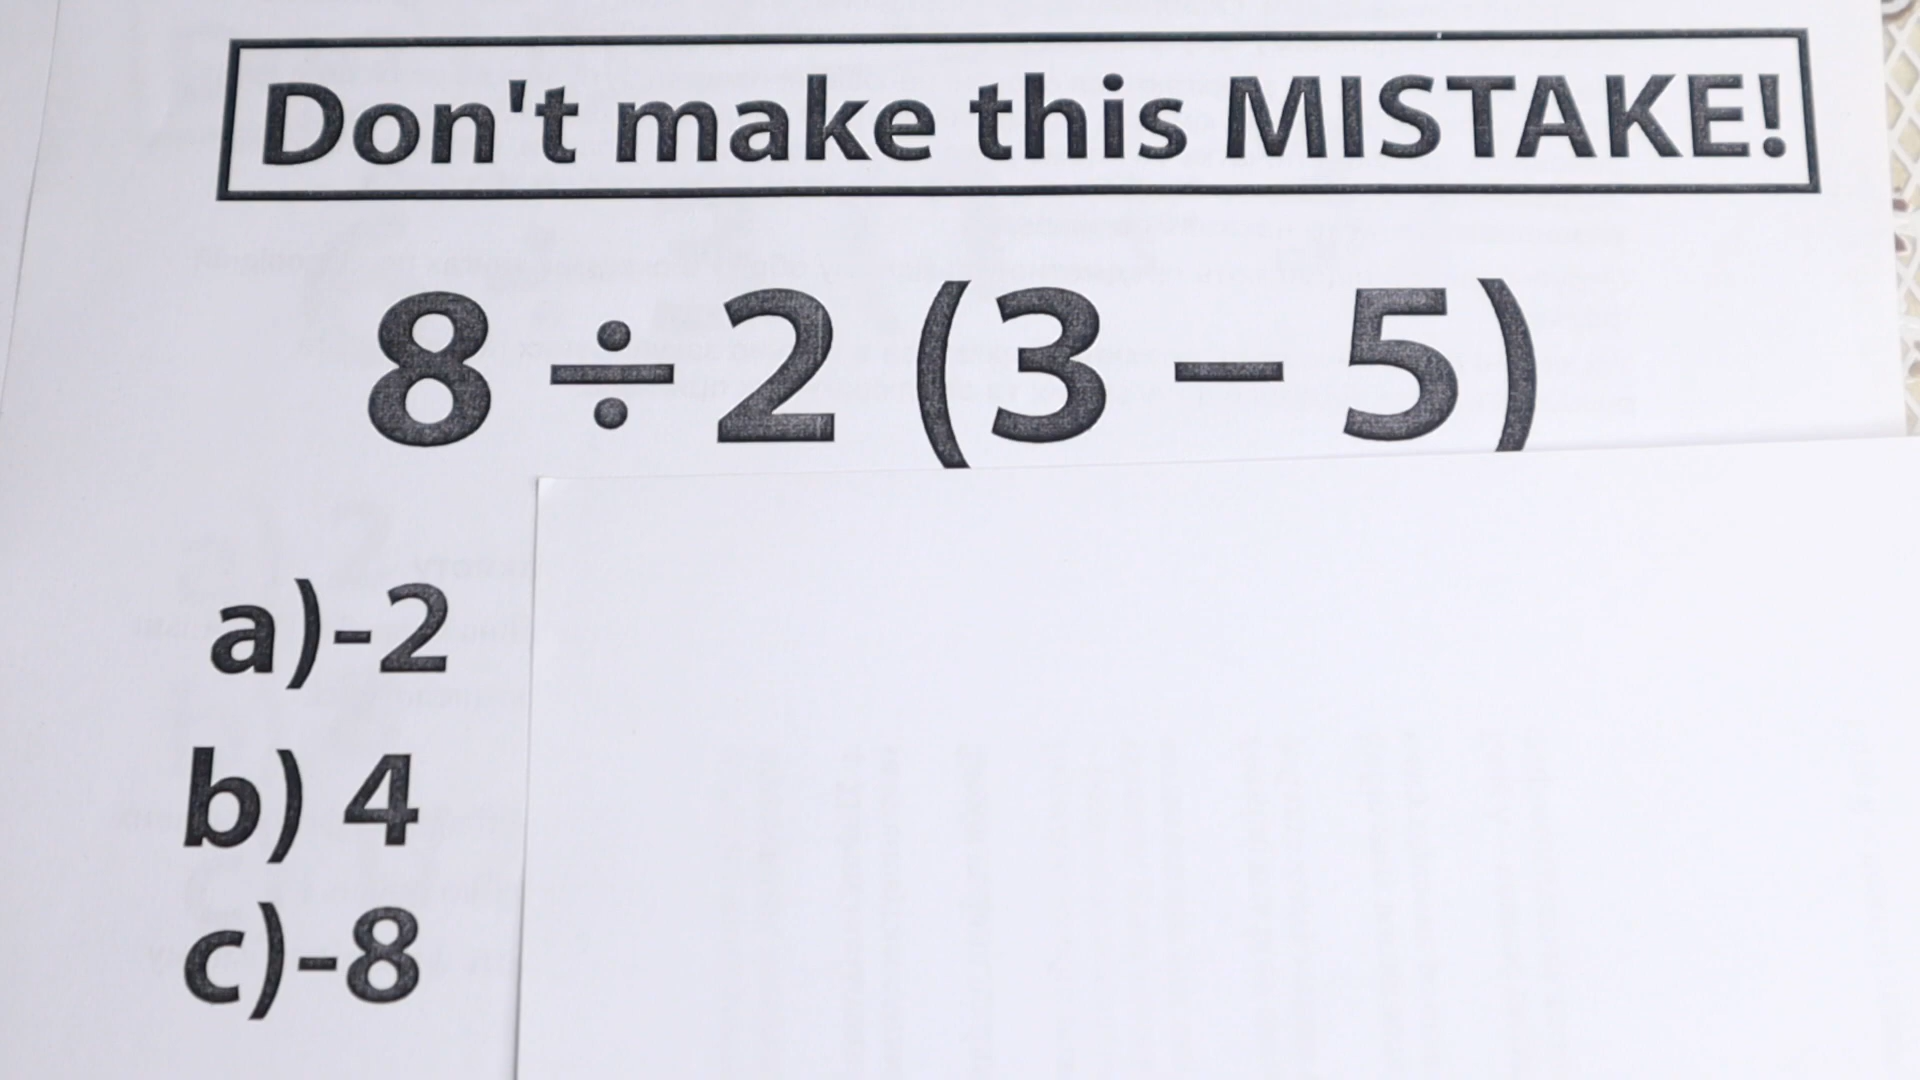 Don't make this MISTAKE!
8 ÷ 2 (3 − 5)
a)-2
b) 4
c)-8